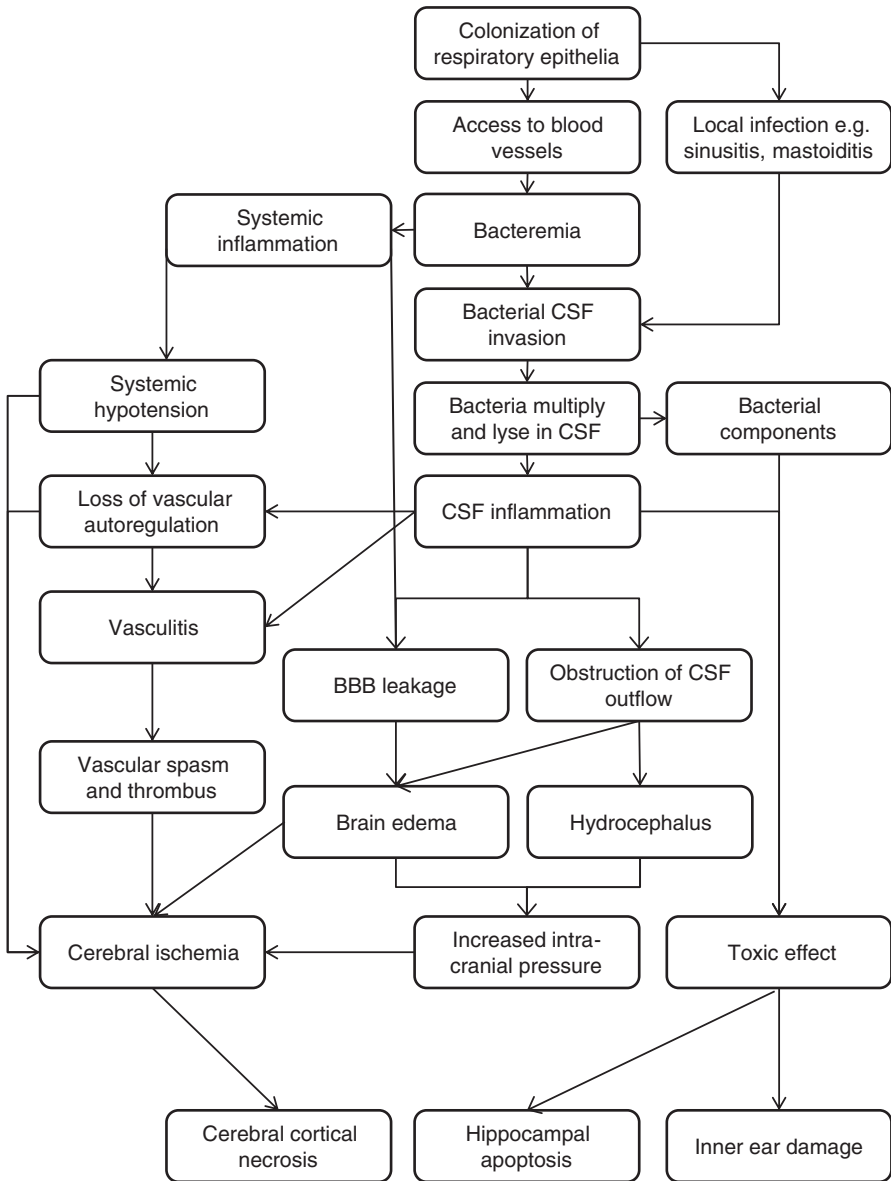 Colonization of
respiratory epithelia
Access to blood
vessels
Local infection e.g.
sinusitis, mastoiditis
Systemic
inflammation
Bacteremia
Bacterial CSF
invasion
Systemic
hypotension
Bacteria multiply
and lyse in CSF
Bacterial
components
Loss of vascular
autoregulation
CSF inflammation
Vasculitis
BBB leakage
Obstruction of CSF
outflow
Vascular spasm
and thrombus
Brain edema
Hydrocephalus
Cerebral ischemia
Increased intra-
cranial pressure
Toxic effect
Cerebral cortical
necrosis
Hippocampal
apoptosis
Inner ear damage